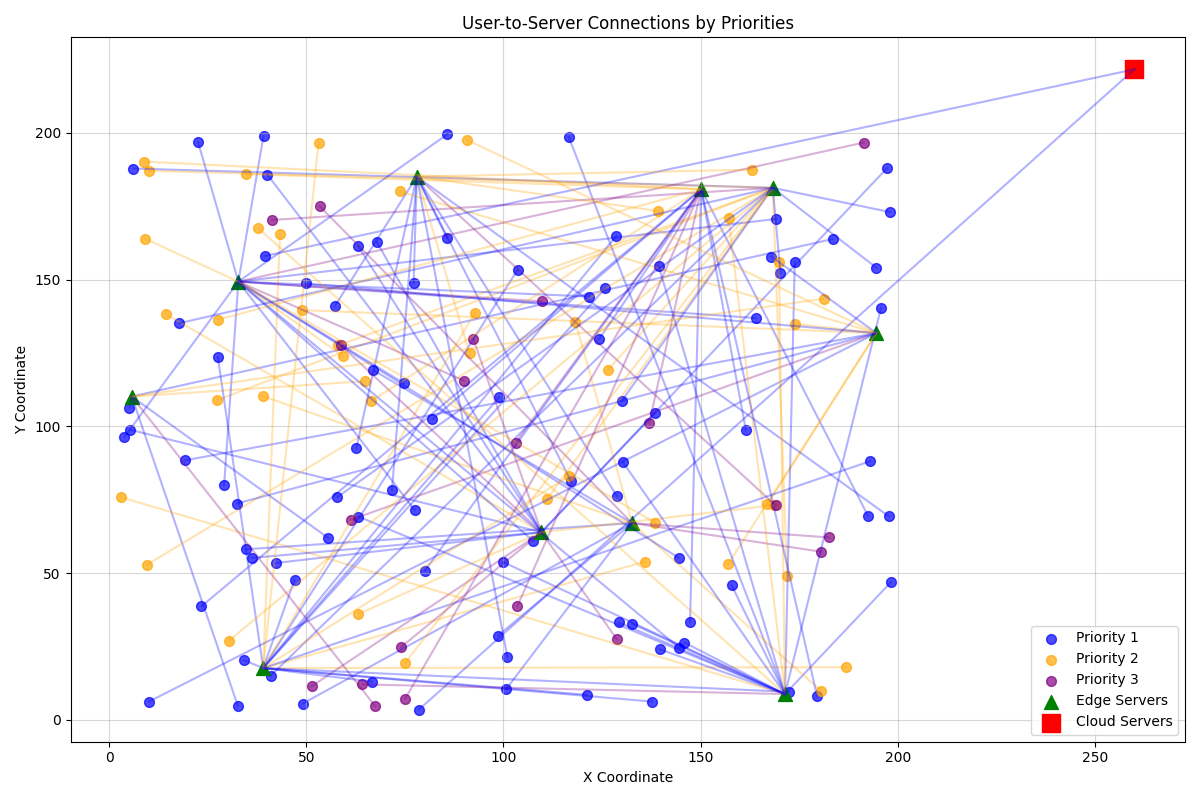 User-to-Server Connections by Priorities
Y Coordinate
200
150
100
50
0
0 50 100 150 200 250
X Coordinate
Priority 1
Priority 2
Priority 3
Edge Servers
Cloud Servers